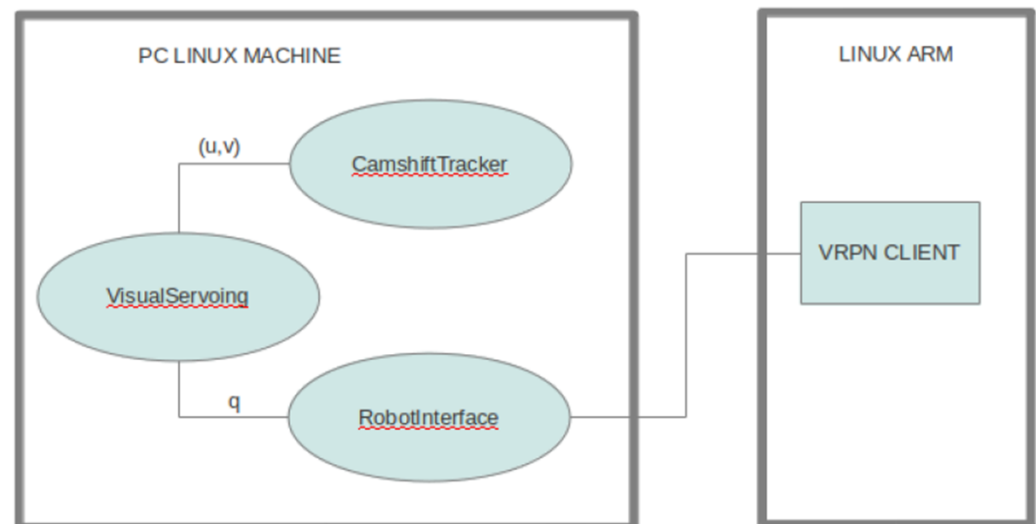 PC LINUX MACHINE
LINUX ARM
(u,v)
CamshiftTracker
VRPN CLIENT
VisualServoing
q
RobotInterface